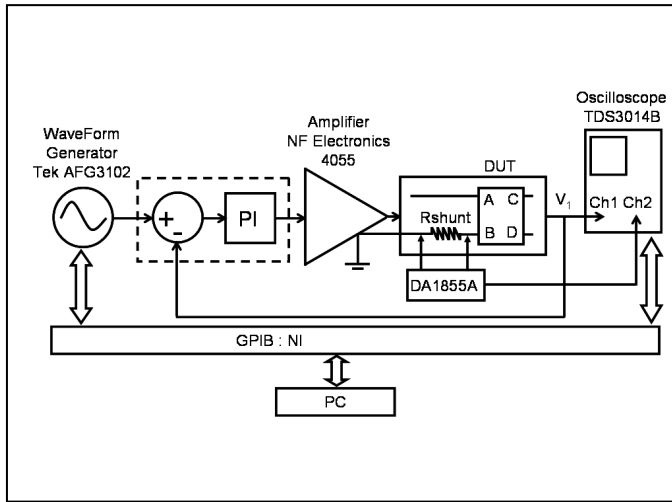 WaveForm
Generator
Tek AFG3102
+
-
PI
Amplifier
NF Electronics
4055
DUT
A C
Rshunt
B D
DA1855A
V1
Oscilloscope
TDS3014B
Ch1 Ch2
GPIB : NI
PC